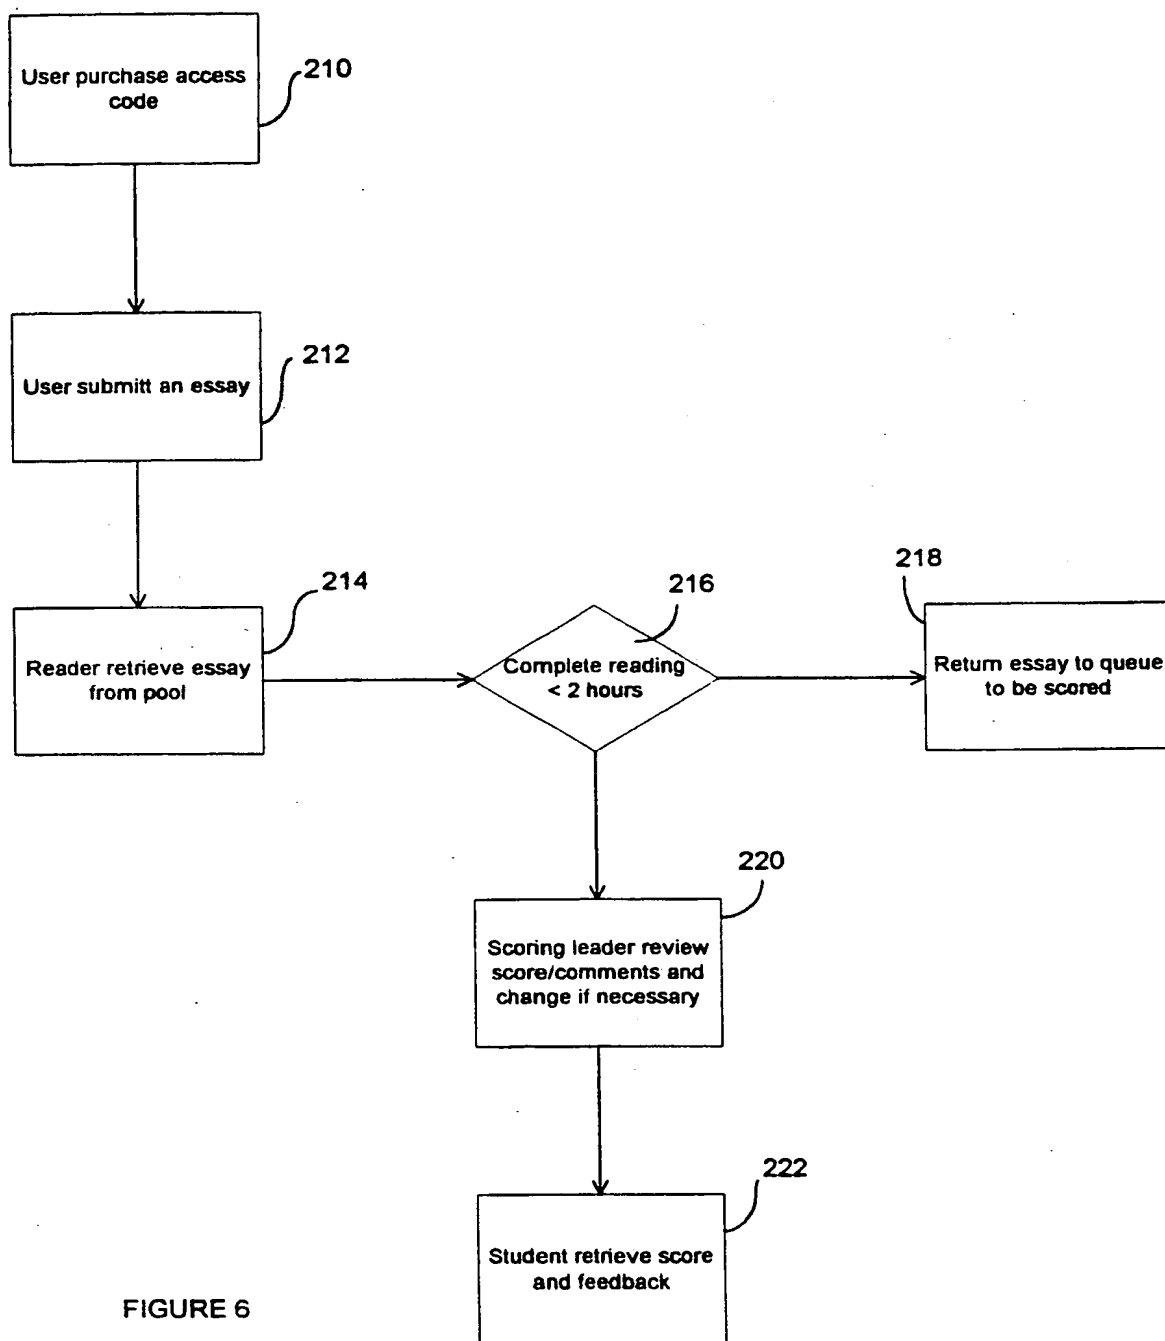 User purchase access
code
210
User submitt an essay
212
Reader retrieve essay
from pool
214
Complete reading
< 2 hours
216
Return essay to queue
to be scored
218
Scoring leader review
score/comments and
change if necessary
220
Student retrieve score
and feedback
222
FIGURE 6